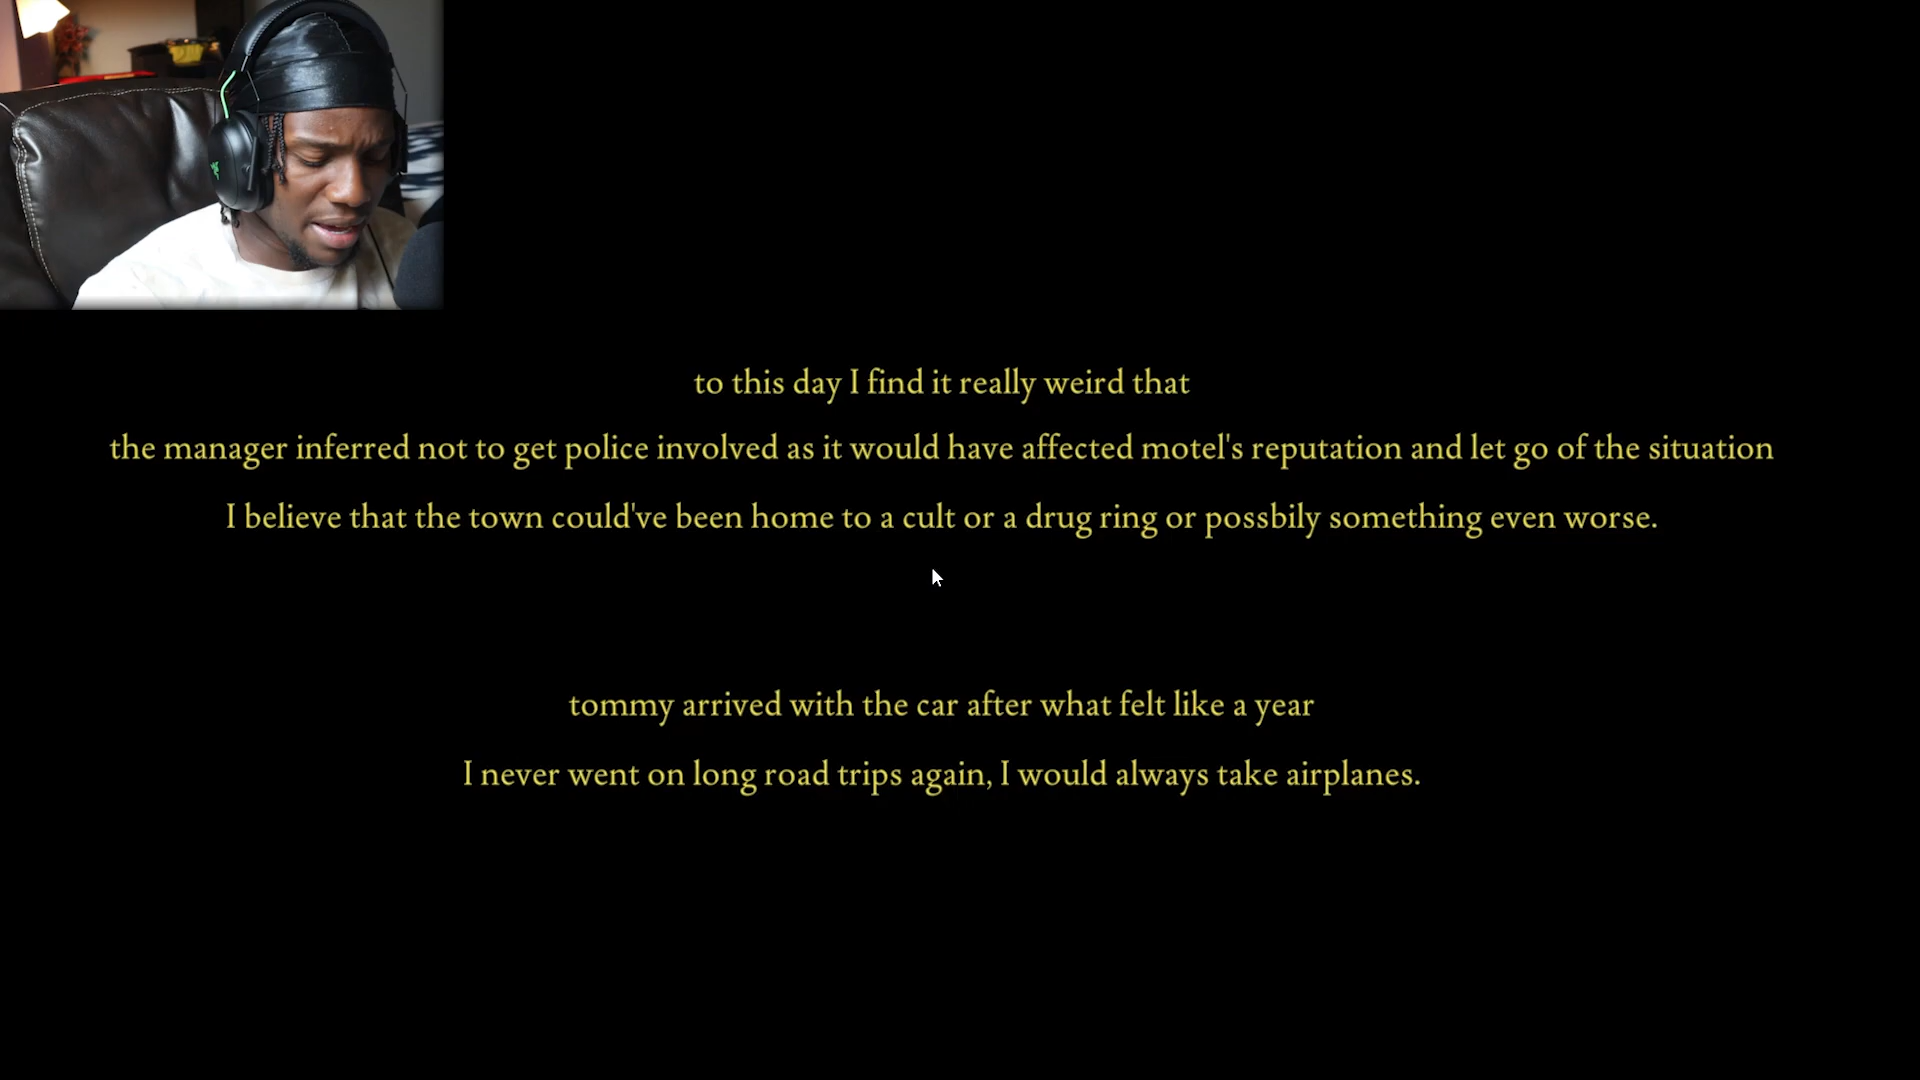 to this day I find it really weird that
the manager inferred not to get police involved as it would have affected motel's reputation and let go of the situation
I believe that the town could've been home to a cult or a drug ring or possbily something even worse.
tommy arrived with the car after what felt like a year
I never went on long road trips again, I would always take airplanes.